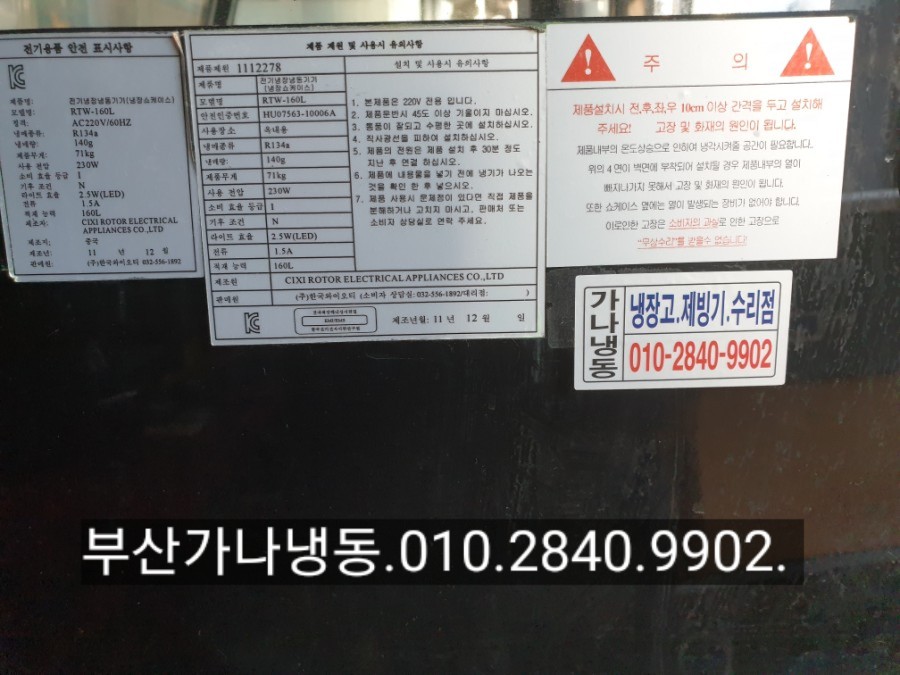 전기용품 안전 표시사항
제품명: 전기냉장냉동기기(냉장쇼케이스)
모델명: RTW-160L
정격: AC220V/60HZ
냉매종류: R134a
냉매량: 140g
제품무게: 71kg
사용 전압 230W
소비 효율 등급 1
기후 조건 N
라이트 효율 2.5W(LED)
전류 1.5A
적재 능력 160L
제조자: CIXI ROTOR ELECTRICAL
APPLIANCES CO.,LTD
제조지: 중국
제조년: 11 년 12 월
판매원: (주)한국하이오티 032-556-1892
제품 제원 및 사용시 유의사항
제품제원 1112278
제품명 전기냉장냉동기기
(냉장쇼케이스)
모델명 RTW-160L
안전인증번호 HU07563-10006A
사용장소 옥내용
냉매종류 R134a
냉매량: 140g
제품무게 71kg
사용 전압 230W
소비 효율 등급 1
기후 조건 N
라이트 효율 2.5W(LED)
전류 1.5A
적재 능력 160L
제조원 CIXI ROTOR ELECTRICAL APPLIANCES CO.,LTD
판매원 (주)한국하이오티 (소비자 상담실: 032-556-1892/대리점: )
제조년월: 11 년 12 월 일
설치 및 사용시 유의사항
1. 본제품은 220V 전용 입니다.
2. 제품운반시 45도 이상 기울이지 마십시오.
3. 통풍이 잘되고 수평한 곳에 설치하십시오.
4. 직사광선을 피하여 설치하십시오.
5. 제품의 전원은 제품 설치 후 30분 정도
지난 후 연결 하십시오.
6. 제품에 내용물을 넣기 전에 냉기가 나오는
것을 확인 한 후 넣으시오.
7. 제품 사용시 문제점이 있다면 직접 제품을
분해하거나 고치지 마시고, 판매처 또는
소비자 상담실로 연락 주세요.
주 의
제품설치시 전,후,좌,우 10cm 이상 간격을 두고 설치해
주세요! 고장 및 화재의 원인이 됩니다.
제품내부의 온도상승으로 인하여 냉각시켜줄 공간이 필요합니다.
위의 4 면이 벽면에 부착되어 설치될 경우 제품내부의 열이
빠져나가지 못해서 고장 및 화재의 원인이 됩니다.
또한 쇼케이스 옆에는 열이 발생되는 장비가 없어야 합니다.
이로인한 고장은 소비자의 과실로 인한 고장으로
"무상수리"를 받을수 없습니다!
가나냉동
냉장고.제빙기.수리점
010-2840-9902
부산가나냉동.010.2840.9902.